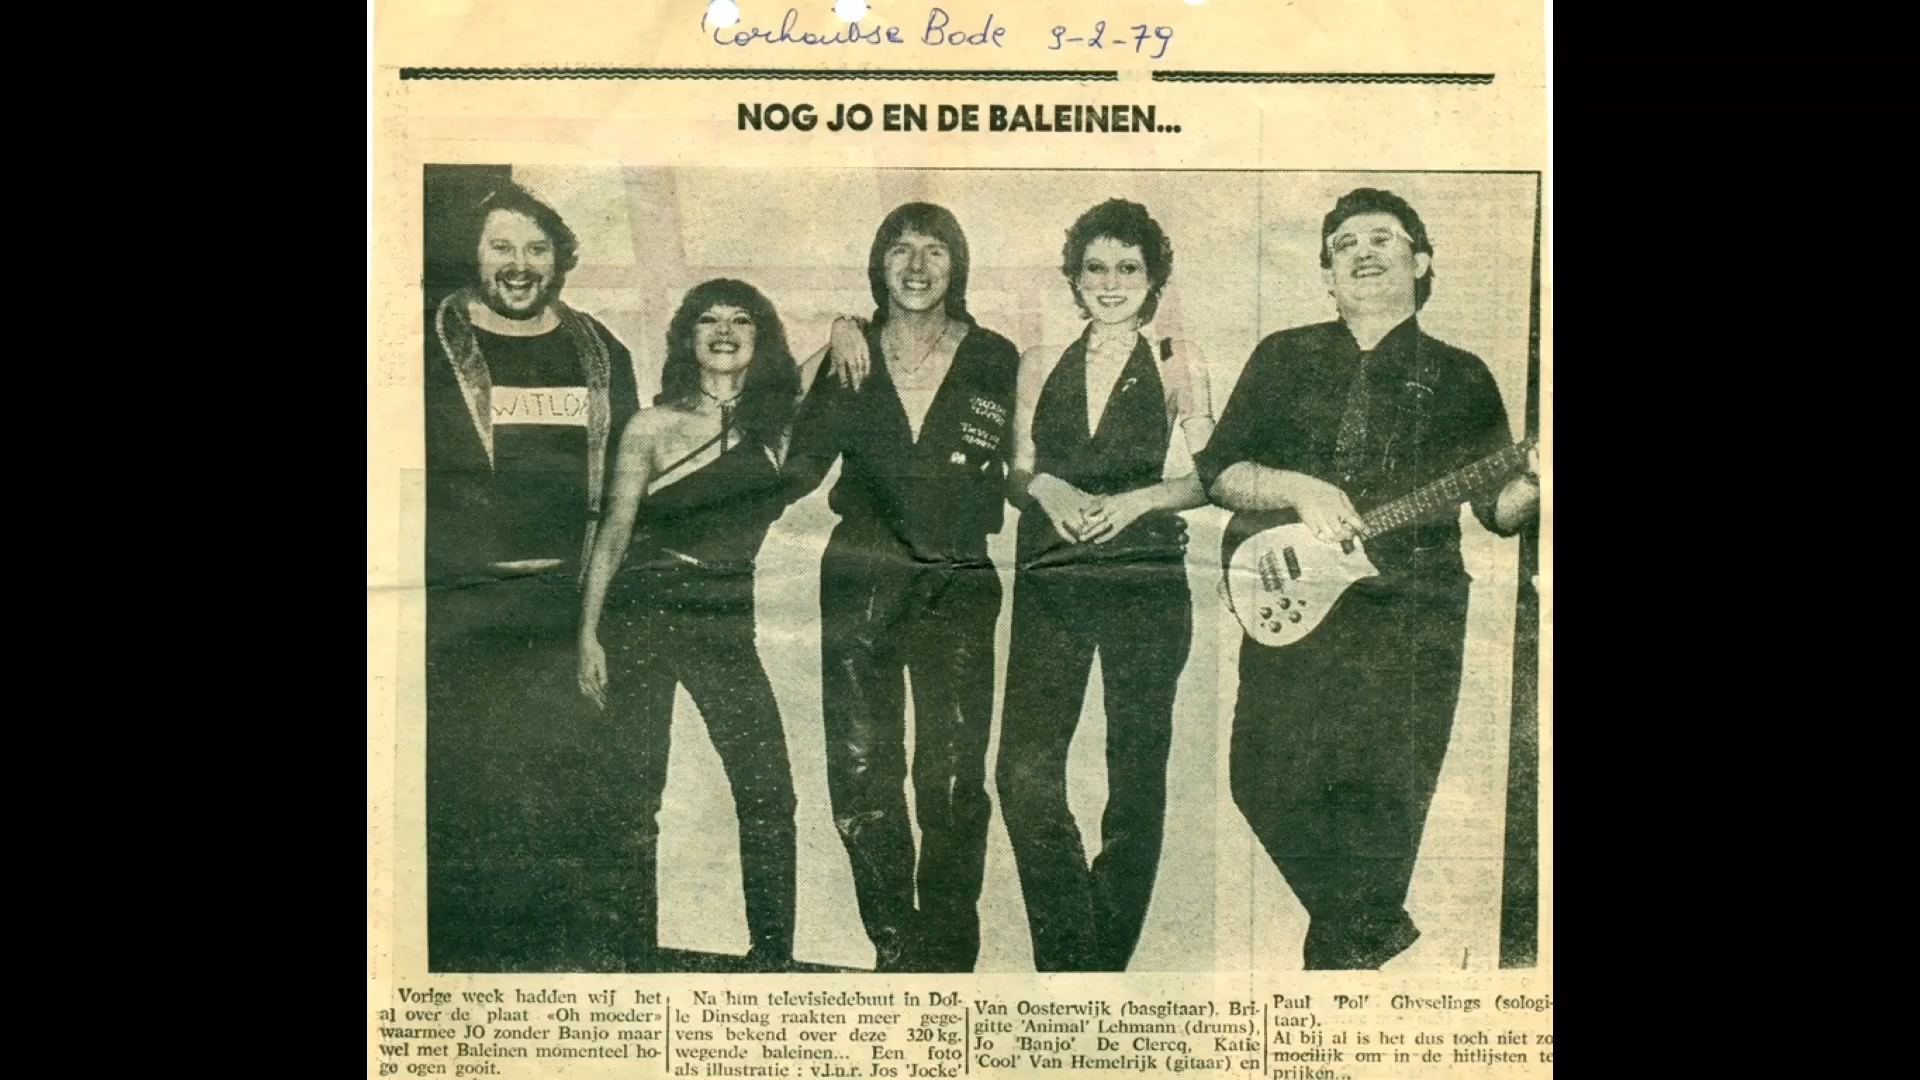 Torhoutse Bode 9-2-79
NOG JO EN DE BALEINEN...
WITLO
Vorige week hadden wij het
al over de plaat «Oh moeder»
waarmee JO zonder Banjo maar
wel met Baleinen momenteel ho-
ge ogen gooit.
Na hun televisiedebuut in Dol-
le Dinsdag raakten meer gege-
vens bekend over deze 320 kg.
wegende baleinen... Een foto
als illustratie : v.l.n.r. Jos 'Jocke'
Van Oosterwijk (basgitaar), Bri-
gitte 'Animal' Lehmann (drums),
Jo 'Banjo' De Clercq, Katie
'Cool' Van Hemelrijk (gitaar) en
Paul 'Pol' Ghyselings (sologi-
taar).
Al bij al is het dus toch niet zo
moeilijk om in de hitlijsten te
prijken...